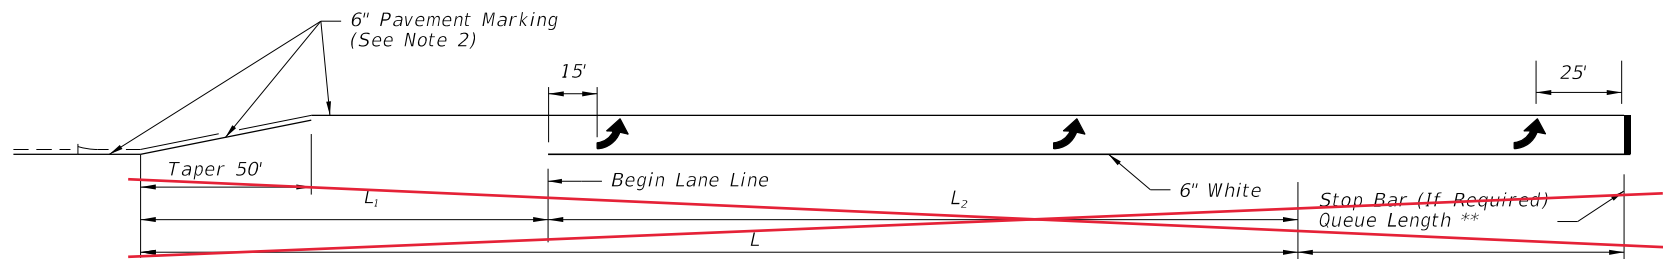 6" Pavement Marking
(See Note 2)
15'
25'
Taper 50'
Begin Lane Line
6" White
L₁
L₂
Stop Bar (If Required)
Queue Length **
L